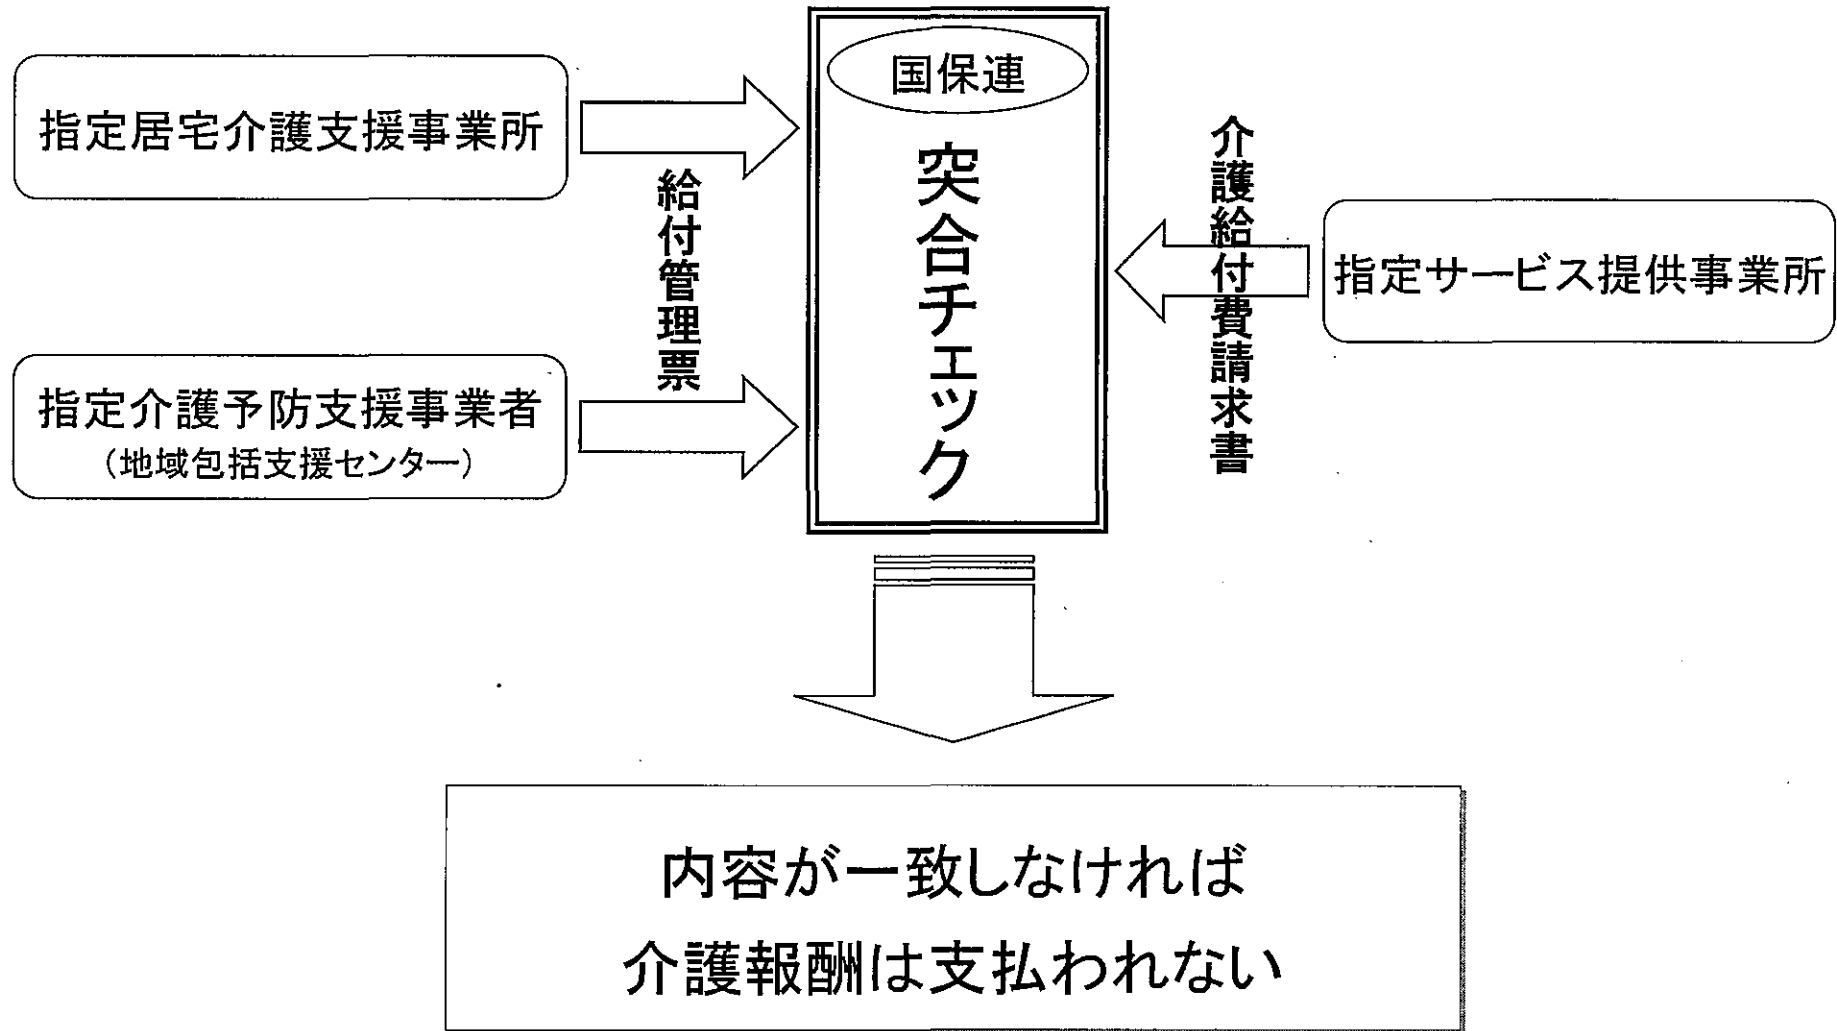 国保連
突合チェック
指定居宅介護支援事業所
給付管理票
指定介護予防支援事業者
（地域包括支援センター）
介護給付費請求書
指定サービス提供事業所
内容が一致しなければ
介護報酬は支払われない